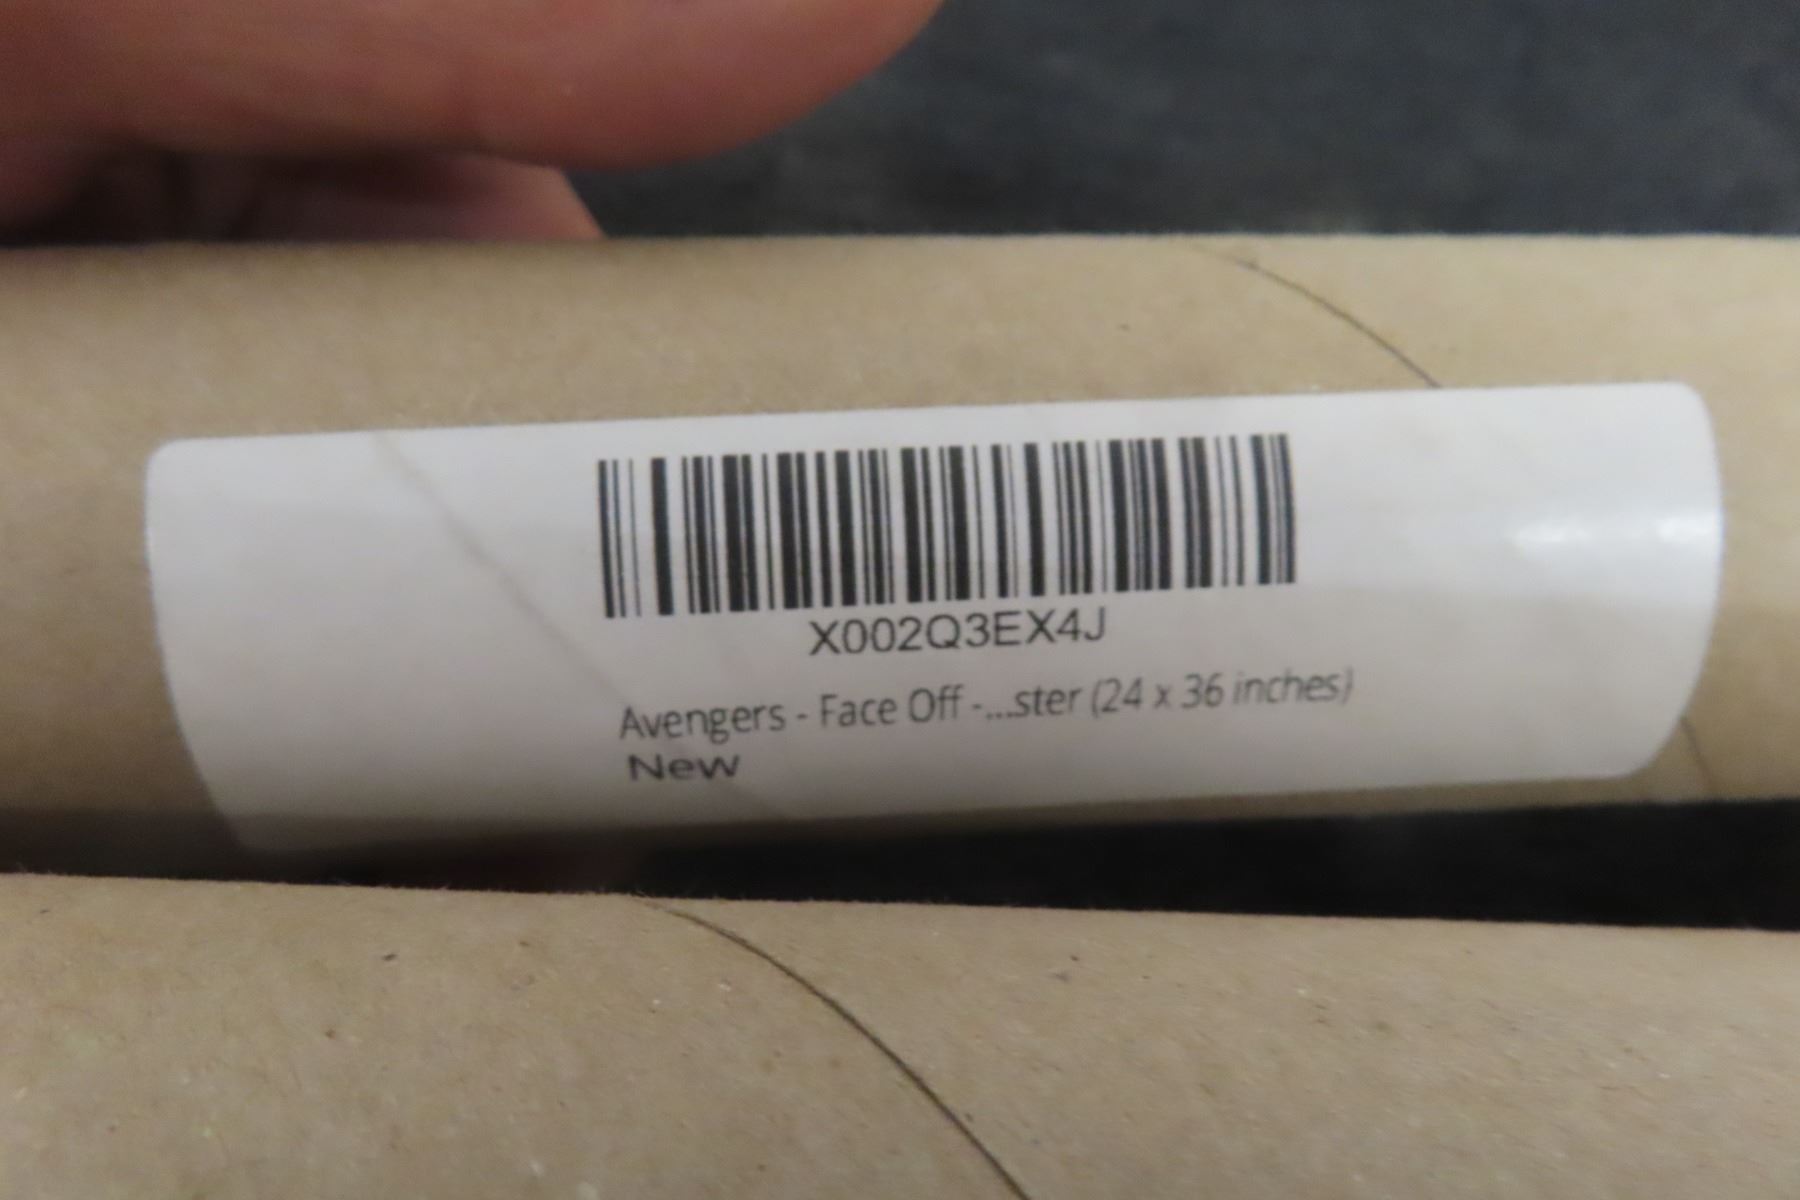 X002Q3EX4J
Avengers - Face Off -...ster (24 x 36 inches)
New